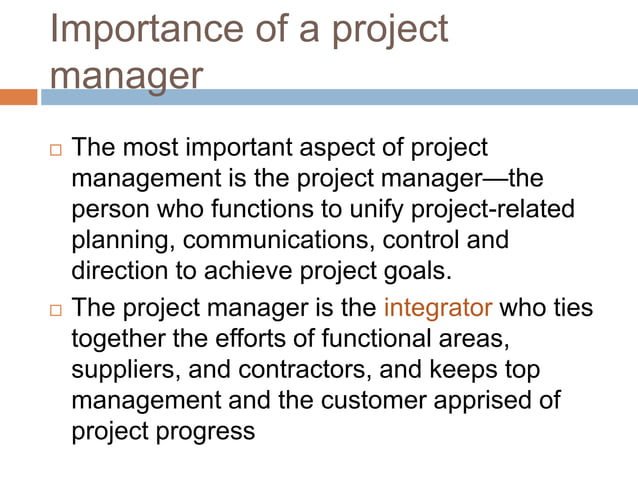 Importance of a project
manager
The most important aspect of project
management is the project manager—the
person who functions to unify project-related
planning, communications, control and
direction to achieve project goals.
The project manager is the integrator who ties
together the efforts of functional areas,
suppliers, and contractors, and keeps top
management and the customer apprised of
project progress